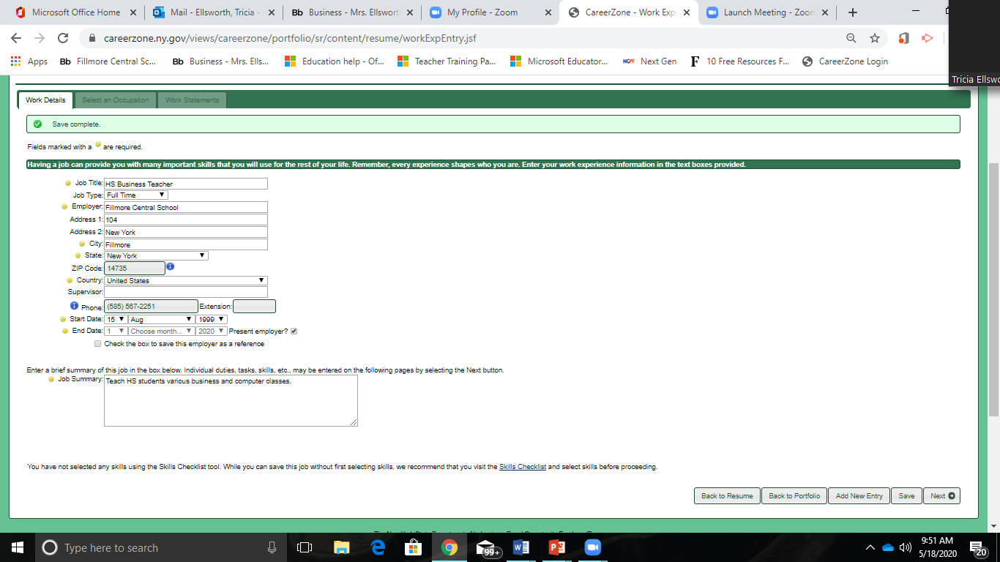 Microsoft Office Home
Mail - Ellsworth, Tricia -
Bb Business - Mrs. Ellswort
My Profile - Zoom
CareerZone - Work Exp
Launch Meeting - Zoom
careerzone.ny.gov/views/careerzone/portfolio/sr/content/resume/workExpEntry.jsf
Apps
Bb Fillmore Central Sc...
Bb Business - Mrs. Ells...
Education help - Of...
Teacher Training Pa...
Microsoft Educator...
NGPF Next Gen
F 10 Free Resources F...
CareerZone Login
Tricia Ellswo
Work Details Select an Occupation Work Statements
Save complete.
Fields marked with a are required.
Having a job can provide you with many important skills that you will use for the rest of your life. Remember, every experience shapes who you are. Enter your work experience information in the text boxes provided.
Job Title: HS Business Teacher
Job Type: Full Time
Employer: Fillmore Central School
Address 1: 104
Address 2: New York
City: Fillmore
State: New York
ZIP Code: 14735
Country: United States
Supervisor:
Phone: (585) 567-2251 Extension:
Start Date: 15 Aug 1999
End Date: 1 Choose month... 2020 Present employer?
Check the box to save this employer as a reference
Enter a brief summary of this job in the box below. Individual duties, tasks, skills, etc., may be entered on the following pages by selecting the Next button.
Job Summary: Teach HS students various business and computer classes.
You have not selected any skills using the Skills Checklist tool. While you can save this job without first selecting skills, we recommend that you visit the Skills Checklist and select skills before proceeding.
Back to Resume Back to Portfolio Add New Entry Save Next
Type here to search
99+
9:51 AM
5/18/2020
20